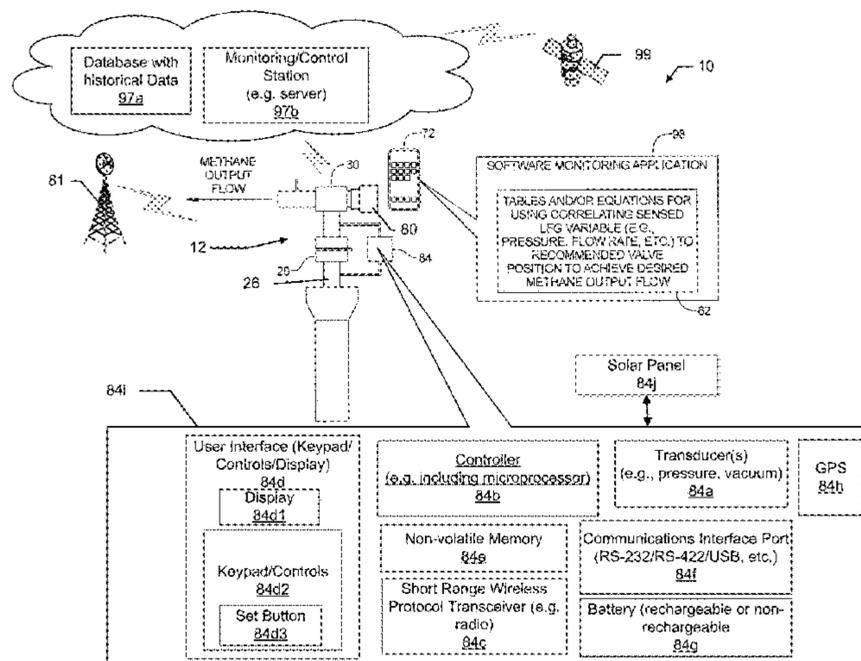 Database with
historical Data
97a
Monitoring/Control
Station
(e.g. server)
97b
99
10
72
81
METHANE
OUTPUT
FLOW
80
12
84
26
SOFTWARE MONITORING APPLICATION
TABLES AND/OR EQUATIONS FOR
USING CORRELATING SENSED
LFG VARIABLE (E.G.,
PRESSURE, FLOW RATE, ETC.) TO
RECOMMENDED VALVE
POSITION TO ACHIEVE DESIRED
METHANE OUTPUT FLOW
Solar Panel
84j
84i
User Interface (Keypad/
Controls/Display)
84d
Display
84d1
Keypad/Controls
84d2
Set Button
84d3
Controller
(e.g. including microprocessor)
84b
Non-volatile Memory
84e
Short Range Wireless
Protocol Transceiver (e.g.
radio)
84c
Transducer(s)
(e.g., pressure, vacuum)
84a
Communications Interface Port
(RS-232/RS-422/USB, etc.)
84f
Battery (rechargeable or non-
rechargeable
84g
GPS
84h